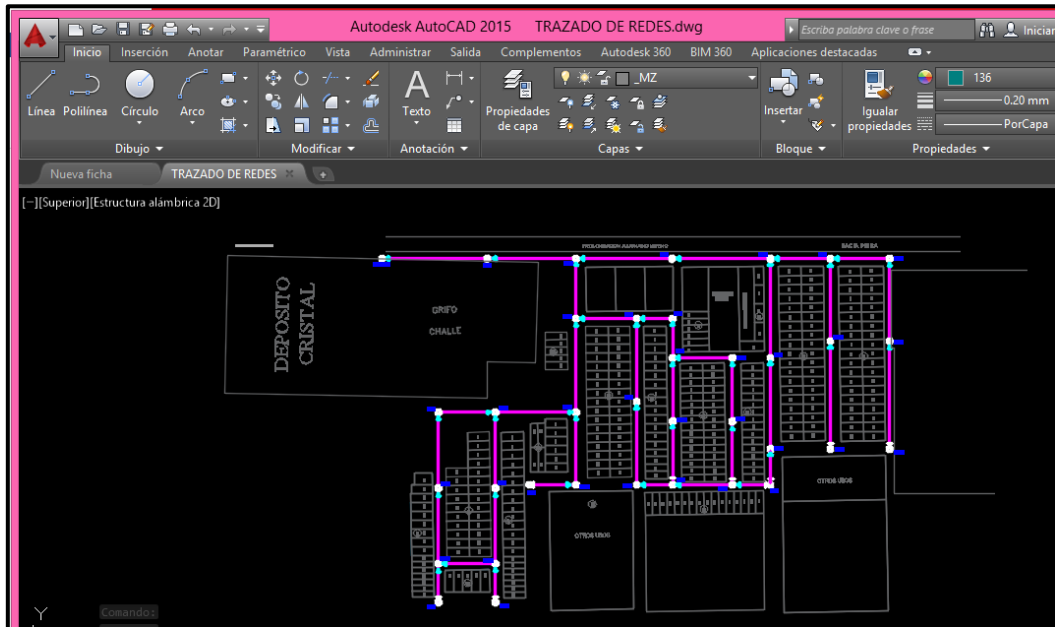 Autodesk AutoCAD 2015 TRAZADO DE REDES.dwg
Escriba palabra clave o frase
Iniciar
Inicio Inserción Anotar Paramétrico Vista Administrar Salida Complementos Autodesk 360 BIM 360 Aplicaciones destacadas
Línea Polilínea Círculo Arco
Texto
Propiedades de capa
_MZ
Insertar
Igualar propiedades
136
0.20 mm
PorCapa
Dibujo Modificar Anotación Capas Bloque Propiedades
Nueva ficha TRAZADO DE REDES
[−][Superior][Estructura alámbrica 2D]
DEPOSITO
CRISTAL
GRIFO
CHALLE
OTROS USOS
OTROS USOS
Y
Comando: